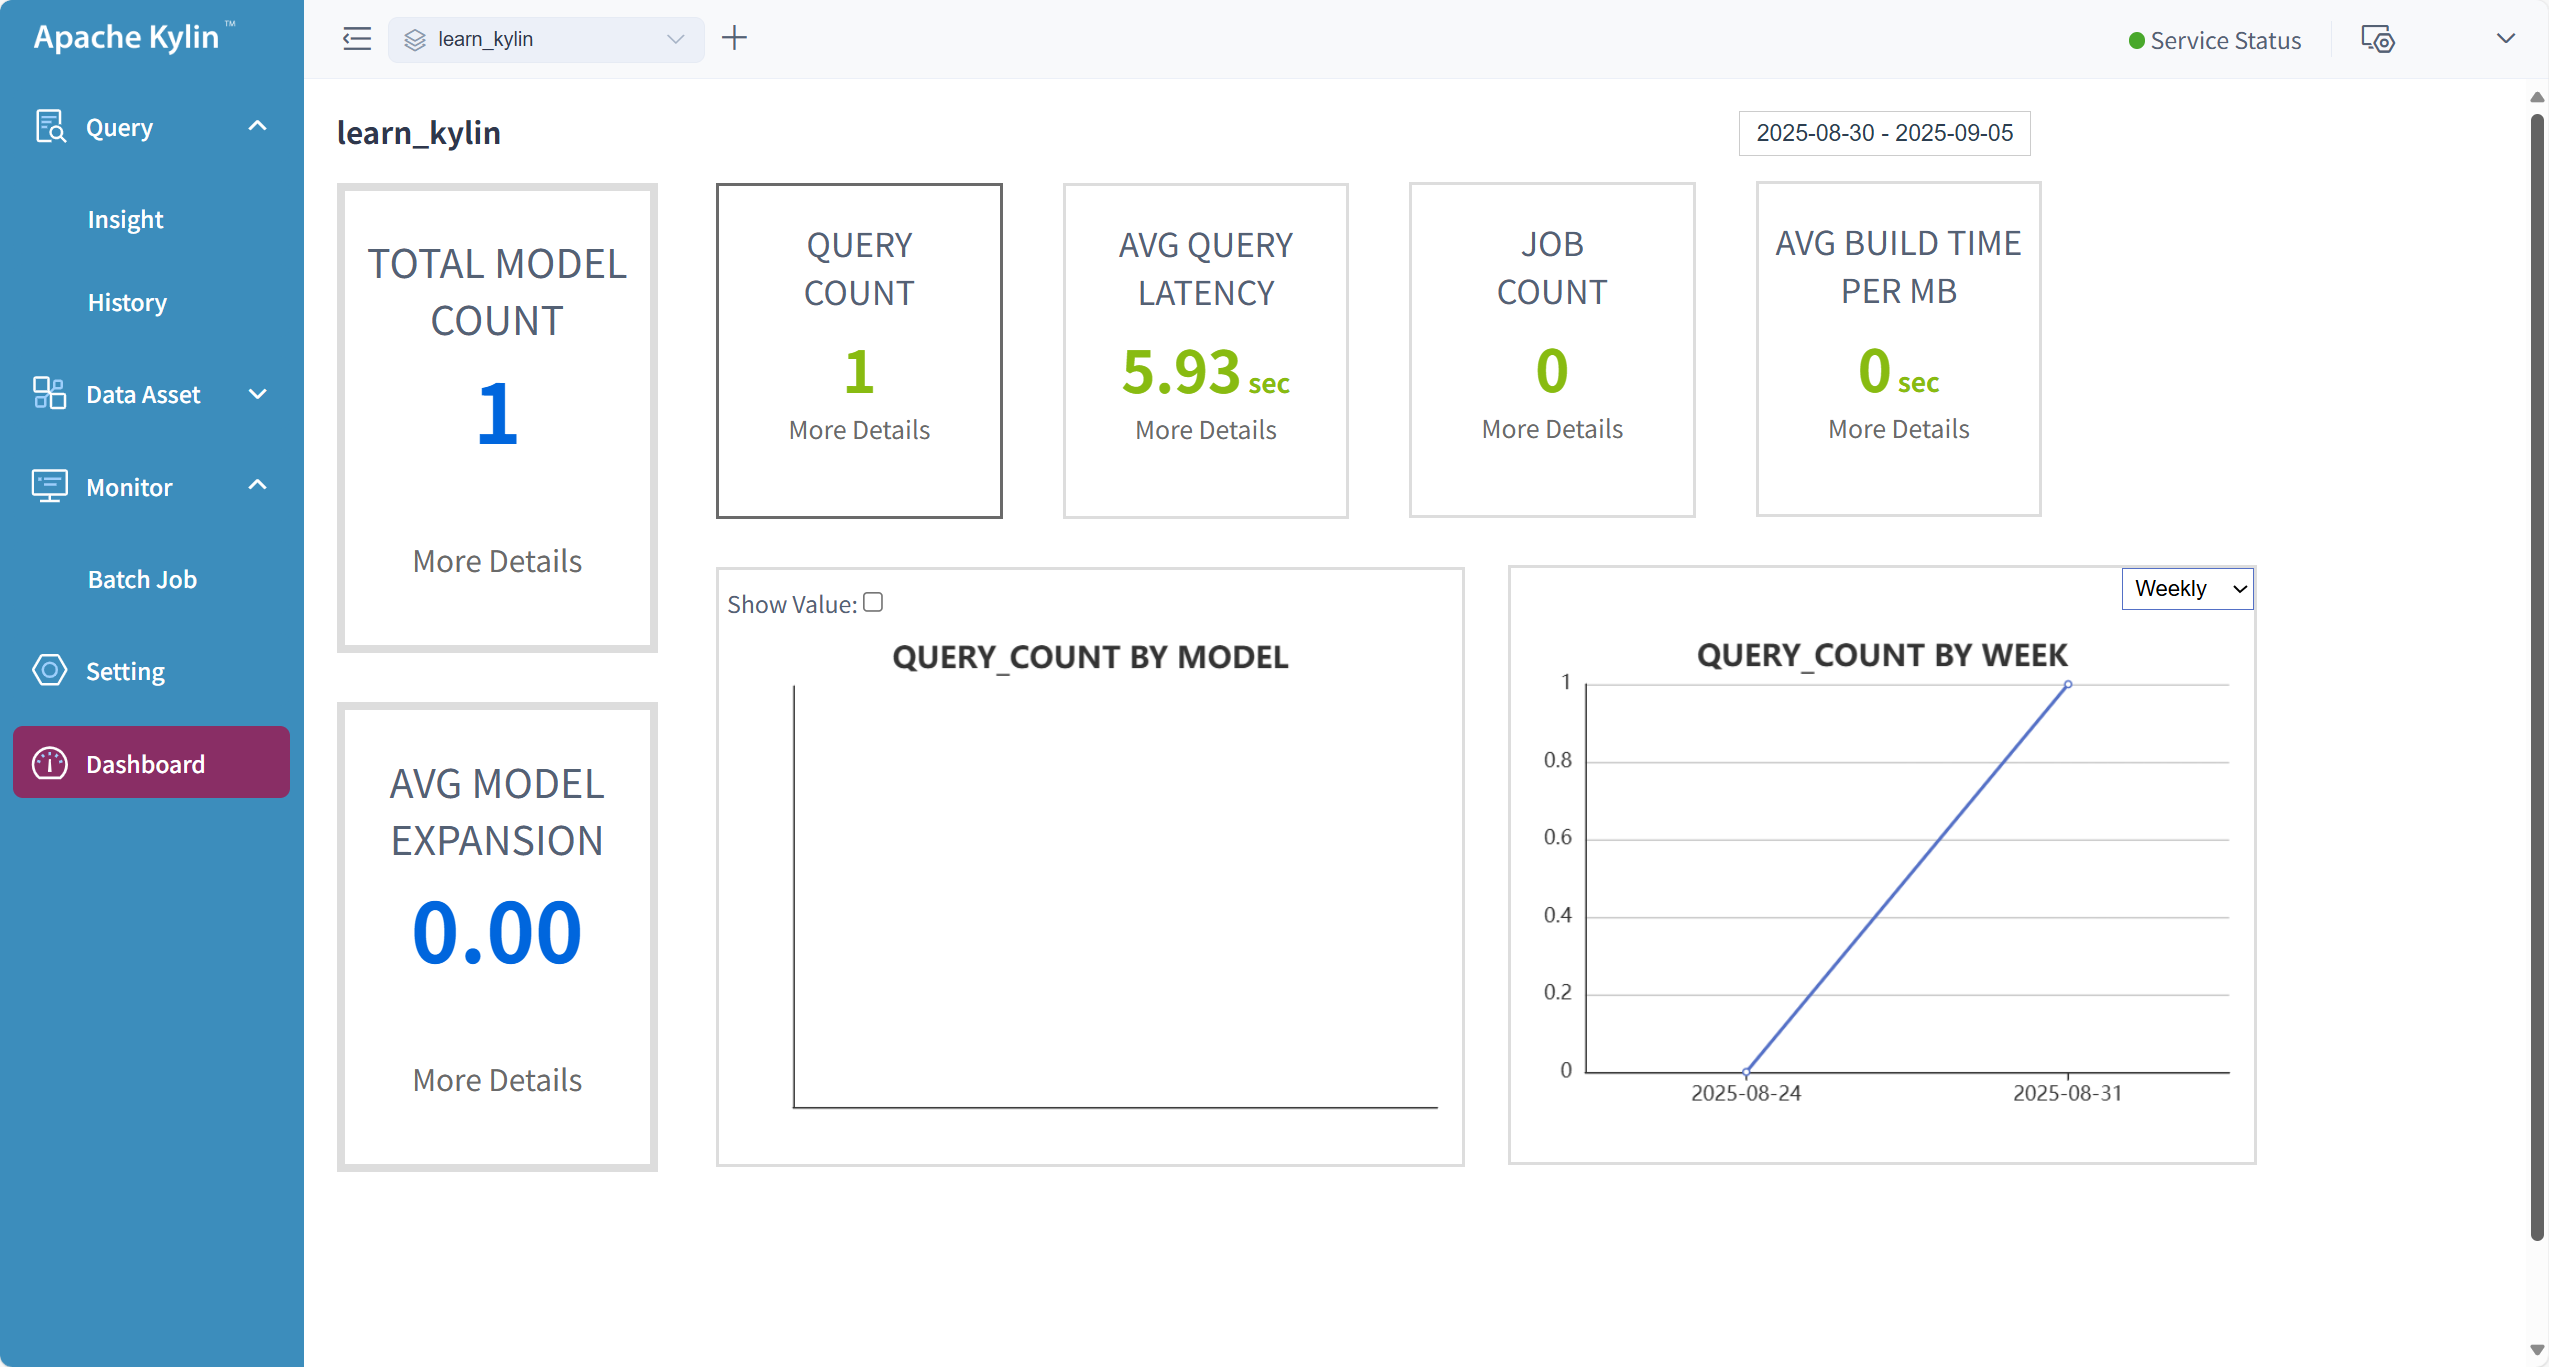 Apache Kylin™
learn_kylin
Service Status
Query
Insight
History
Data Asset
Monitor
Batch Job
Setting
Dashboard
learn_kylin
2025-08-30 - 2025-09-05
TOTAL MODEL
COUNT
1
More Details
QUERY
COUNT
1
More Details
AVG QUERY
LATENCY
5.93 sec
More Details
JOB
COUNT
0
More Details
AVG BUILD TIME
PER MB
0 sec
More Details
AVG MODEL
EXPANSION
0.00
More Details
Show Value:
QUERY_COUNT BY MODEL
Weekly
QUERY_COUNT BY WEEK
1
0.8
0.6
0.4
0.2
0
2025-08-24
2025-08-31